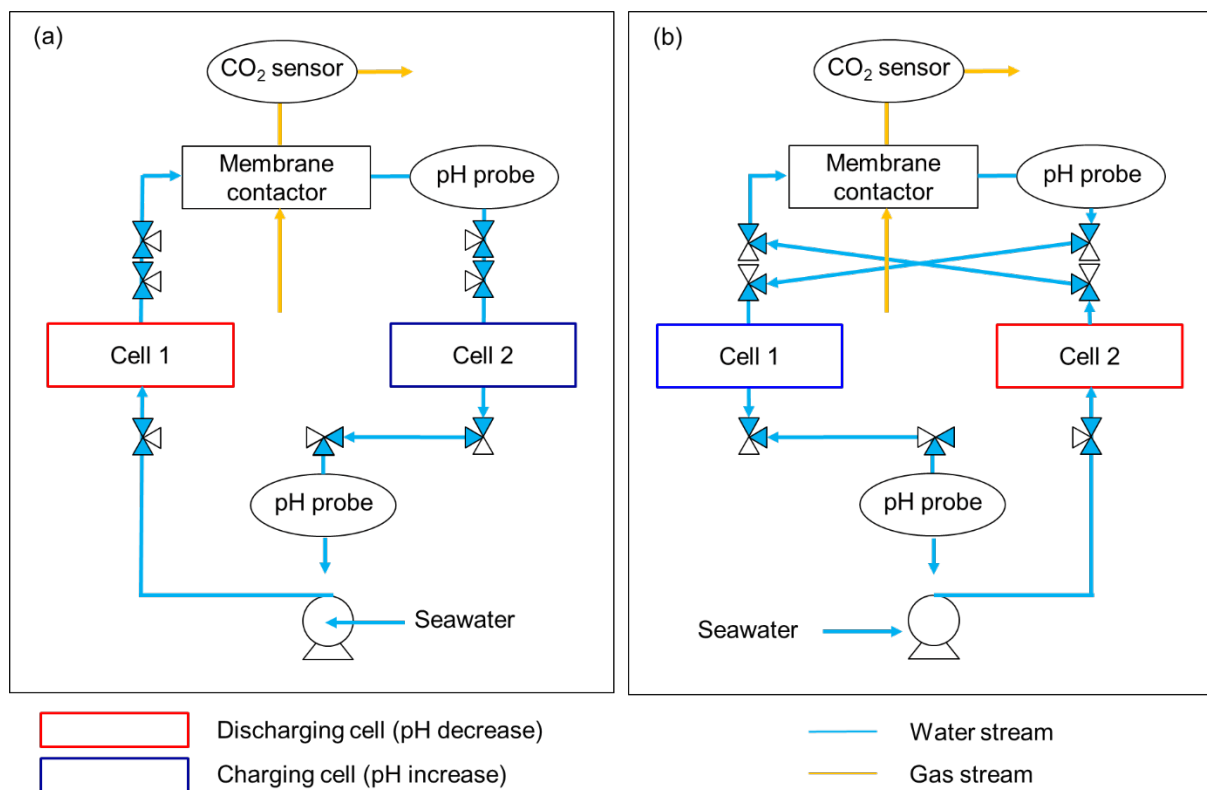 (a)
CO₂ sensor
Membrane
contactor
pH probe
Cell 1
Cell 2
pH probe
Seawater
(b)
CO₂ sensor
Membrane
contactor
pH probe
Cell 1
Cell 2
pH probe
Seawater
Discharging cell (pH decrease)
Charging cell (pH increase)
Water stream
Gas stream